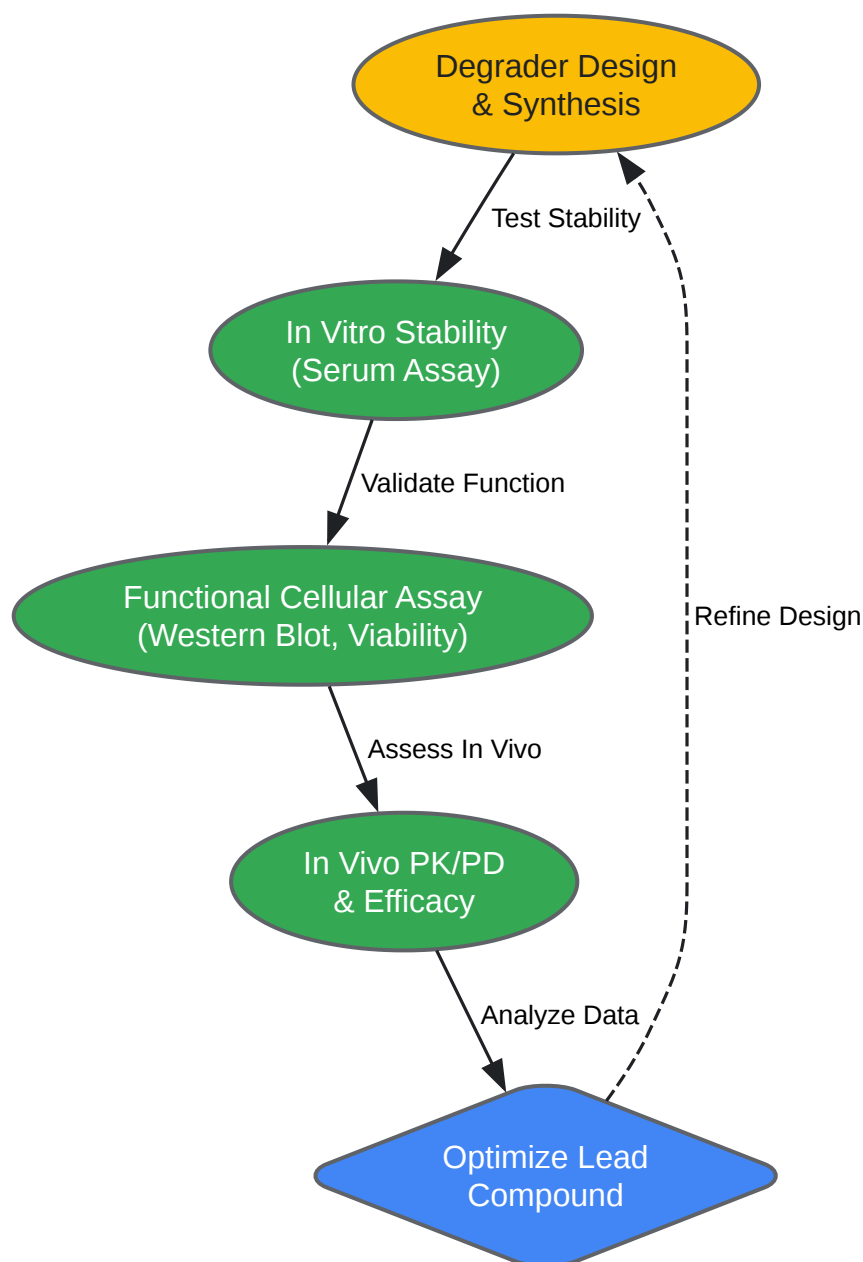 Degrader Design
& Synthesis
Test Stability
In Vitro Stability
(Serum Assay)
Validate Function
Functional Cellular Assay
(Western Blot, Viability)
Refine Design
Assess In Vivo
In Vivo PK/PD
& Efficacy
Analyze Data
Optimize Lead
Compound